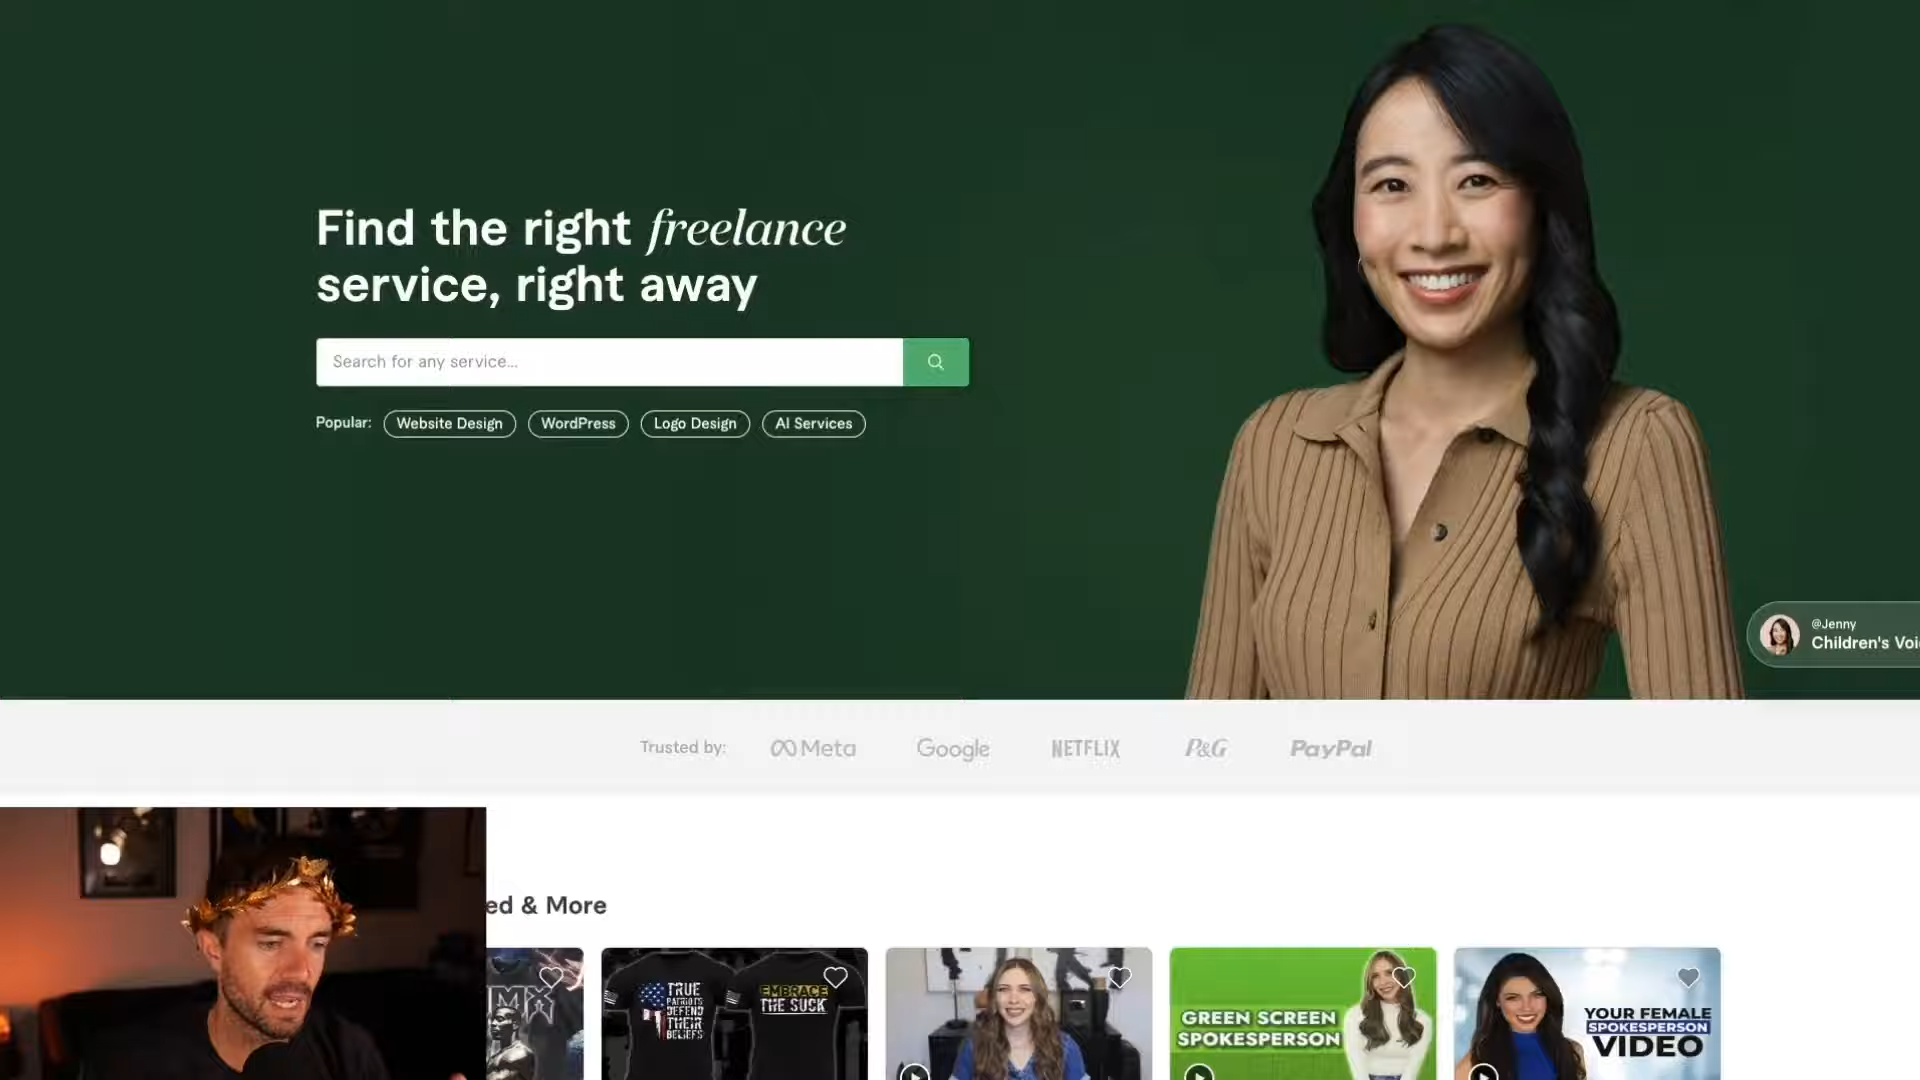 Find the right freelance
service, right away
Search for any service...
Popular:
Website Design
WordPress
Logo Design
AI Services
@Jenny
Children's Voi
Trusted by:
Meta
Google
NETFLIX
P&G
PayPal
ed & More
MX
TRUE
PATRIOTS
DEFEND
THEIR
BELIEFS
EMBRACE
THE SUCK
GREEN SCREEN
SPOKESPERSON
YOUR FEMALE
SPOKESPERSON
VIDEO